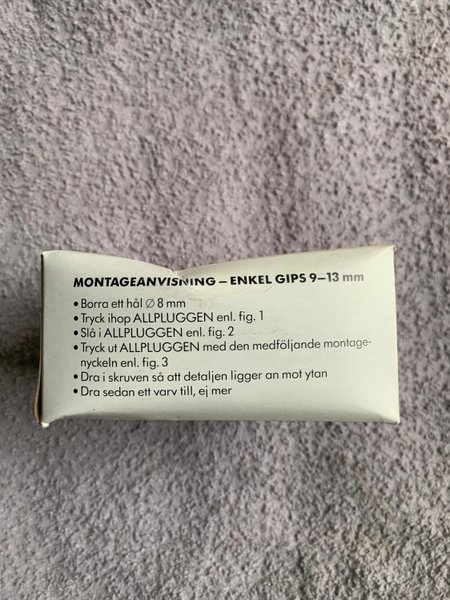 MONTAGEANVISNING – ENKEL GIPS 9–13 mm
• Borra ett hål ∅ 8 mm
• Tryck ihop ALLPLUGGEN enl. fig. 1
• Slå i ALLPLUGGEN enl. fig. 2
• Tryck ut ALLPLUGGEN med den medföljande montage-
nyckeln enl. fig. 3
• Dra i skruven så att detaljen ligger an mot ytan
• Dra sedan ett varv till, ej mer